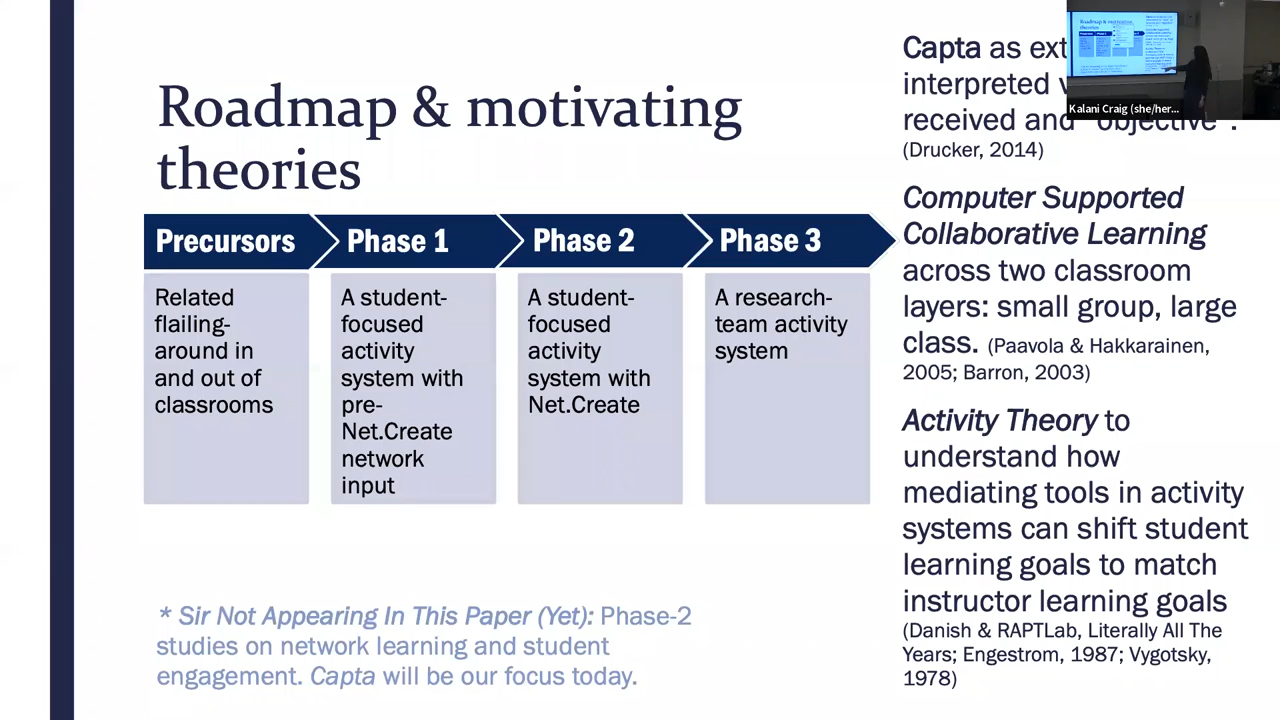 Roadmap & motivating
theories
Precursors
Related
flailing-
around in
and out of
classrooms
Phase 1
A student-
focused
activity
system with
pre-
Net.Create
network
input
Phase 2
A student-
focused
activity
system with
Net.Create
Phase 3
A research-
team activity
system
* Sir Not Appearing In This Paper (Yet): Phase-2
studies on network learning and student
engagement. Capta will be our focus today.
Capta as
interpreted
received and "objective".
(Drucker, 2014)
Computer Supported
Collaborative Learning
across two classroom
layers: small group, large
class. (Paavola & Hakkarainen,
2005; Barron, 2003)
Activity Theory to
understand how
mediating tools in activity
systems can shift student
learning goals to match
instructor learning goals
(Danish & RAPTLab, Literally All The
Years; Engestrom, 1987; Vygotsky,
1978)
Kalani Craig (she/her...
Roadmap & motivating
theories